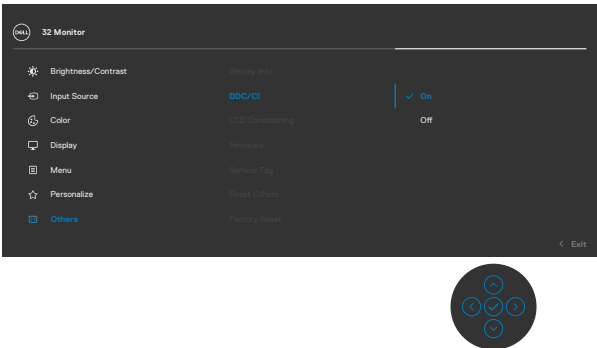 DELL 32 Monitor
Brightness/Contrast Display Info
Input Source DDC/CI ✓ On
Color LCD Conditioning Off
Display Firmware
Menu Service Tag
Personalize Reset Others
Others Factory Reset
< Exit